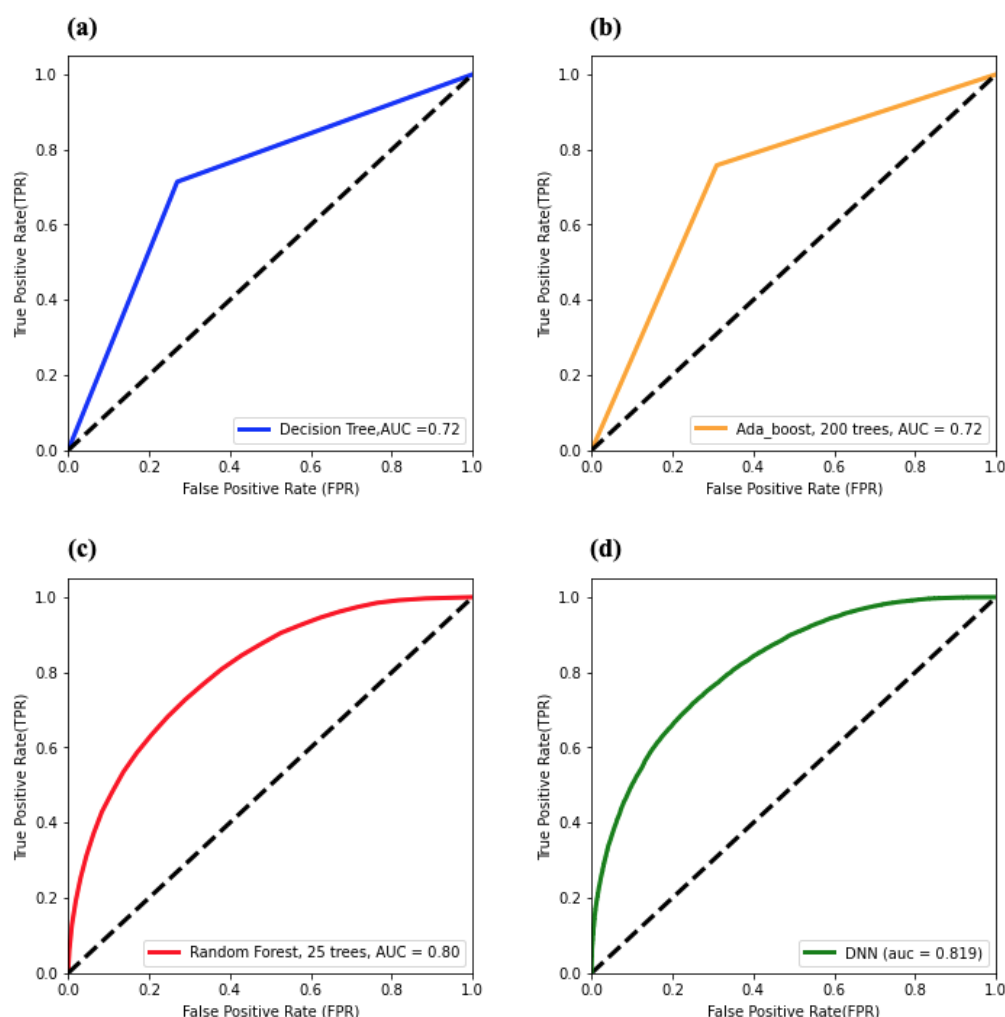 (a)
1.0
0.8
0.6
0.4
0.2
0.0
True Positive Rate(TPR)
Decision Tree,AUC =0.72
0.0 0.2 0.4 0.6 0.8 1.0
False Positive Rate (FPR)
(b)
1.0
0.8
0.6
0.4
0.2
0.0
True Positive Rate(TPR)
Ada_boost, 200 trees, AUC = 0.72
0.0 0.2 0.4 0.6 0.8 1.0
False Positive Rate (FPR)
(c)
1.0
0.8
0.6
0.4
0.2
0.0
True Positive Rate(TPR)
Random Forest, 25 trees, AUC = 0.80
0.0 0.2 0.4 0.6 0.8 1.0
False Positive Rate (FPR)
(d)
1.0
0.8
0.6
0.4
0.2
0.0
True Positive Rate(TPR)
DNN (auc = 0.819)
0.0 0.2 0.4 0.6 0.8 1.0
False Positive Rate(FPR)